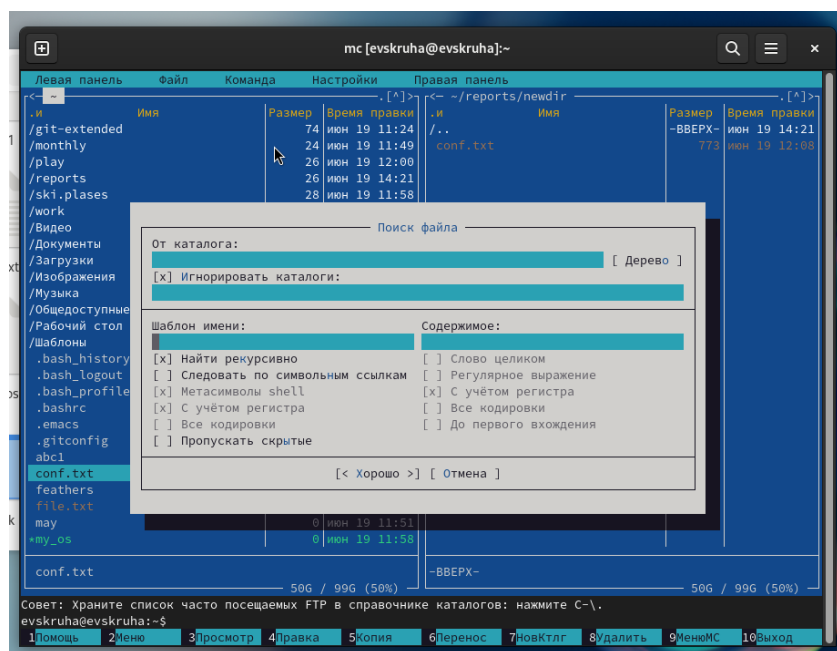 mc [evskruha@evskruha]:~
Левая панель Файл Команда Настройки Правая панель
<— ~ .[^]> <— ~/reports/newdir .[^]>
.и Имя Размер Время правки .и Имя Размер Время правки
/git-extended 74 июн 19 11:24 /.. -ВВЕРХ- июн 19 14:21
/monthly 24 июн 19 11:49 conf.txt 773 июн 19 12:08
/play 26 июн 19 12:00
/reports 26 июн 19 14:21
/ski.plases 28 июн 19 11:58
/work
/Видео
/Документы
/Загрузки
/Изображения
/Музыка
/Общедоступные
/Рабочий стол
/Шаблоны
.bash_history
.bash_logout
.bash_profile
.bashrc
.emacs
.gitconfig
abc1
conf.txt
feathers
file.txt
may 0 июн 19 11:51
*my_os 0 июн 19 11:58
Поиск файла
От каталога:
[ Дерево ]
[x] Игнорировать каталоги:
Шаблон имени: Содержимое:
[x] Найти рекурсивно [ ] Слово целиком
[ ] Следовать по символьным ссылкам [ ] Регулярное выражение
[x] Метасимволы shell [x] С учётом регистра
[x] С учётом регистра [ ] Все кодировки
[ ] Все кодировки [ ] До первого вхождения
[ ] Пропускать скрытые
[< Хорошо >] [ Отмена ]
conf.txt -ВВЕРХ-
50G / 99G (50%) 50G / 99G (50%)
Совет: Храните список часто посещаемых FTP в справочнике каталогов: нажмите C-\.
evskruha@evskruha:~$
1Помощь 2Меню 3Просмотр 4Правка 5Копия 6Перенос 7НовКтлг 8Удалить 9МенюМС 10Выход